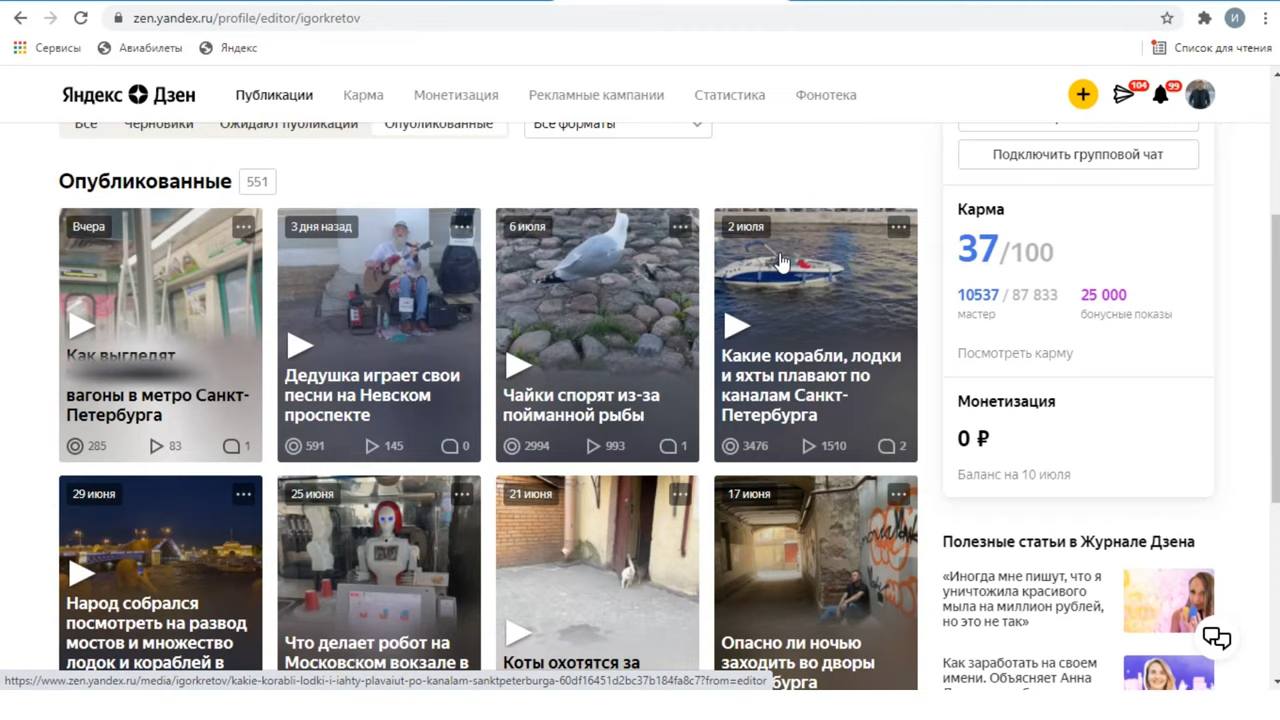 zen.yandex.ru/profile/editor/igorkretov
И
Сервисы
Авиабилеты
Яндекс
Список для чтения
Яндекс Дзен
Публикации
Карма
Монетизация
Рекламные кампании
Статистика
Фонотека
104
99
Все
Черновики
Ожидают публикации
Опубликованные
Все форматы
Подключить групповой чат
Опубликованные 551
Вчера
Как выглядят
вагоны в метро Санкт-
Петербурга
285
83
1
3 дня назад
Дедушка играет свои
песни на Невском
проспекте
591
145
0
6 июля
Чайки спорят из-за
пойманной рыбы
2994
993
1
2 июля
Какие корабли, лодки
и яхты плавают по
каналам Санкт-
Петербурга
3476
1510
2
29 июня
Народ собрался
посмотреть на развод
мостов и множество
лодок и кораблей в
25 июня
Что делает робот на
Московском вокзале в
21 июня
Коты охотятся за
17 июня
Опасно ли ночью
заходить во дворы
Карма
37/100
10537 / 87 833
мастер
25 000
бонусные показы
Посмотреть карму
Монетизация
0 ₽
Баланс на 10 июля
Полезные статьи в Журнале Дзена
«Иногда мне пишут, что я
уничтожила красивого
мыла на миллион рублей,
но это не так»
Как заработать на своем
имени. Объясняет Анна
https://www.zen.yandex.ru/media/igorkretov/kakie-korabli-lodki-i-iahty-plavaiut-po-kanalam-sanktpeterburga-60df16451d2bc37b184fa8c7?from=editor